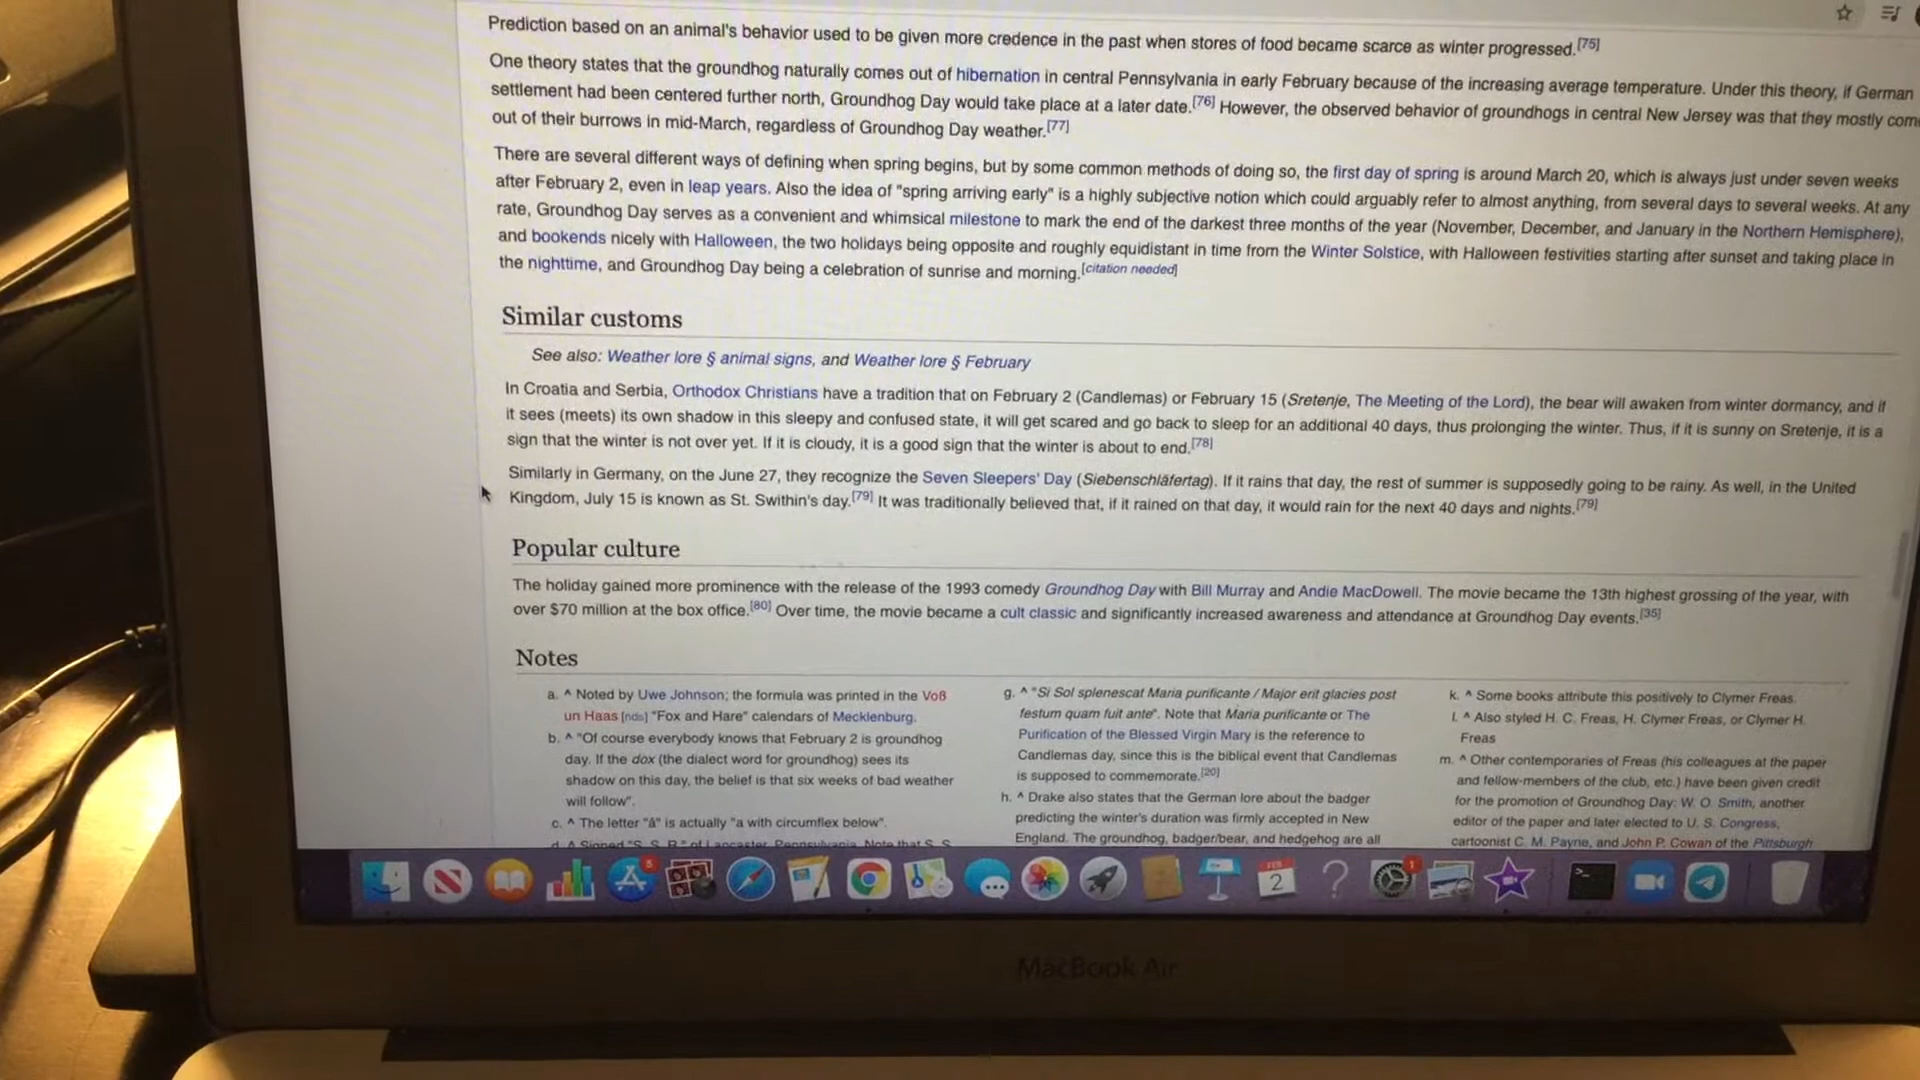 Prediction based on an animal's behavior used to be given more credence in the past when stores of food became scarce as winter progressed.[75]
One theory states that the groundhog naturally comes out of hibernation in central Pennsylvania in early February because of the increasing average temperature. Under this theory, if German
settlement had been centered further north, Groundhog Day would take place at a later date.[76] However, the observed behavior of groundhogs in central New Jersey was that they mostly com
out of their burrows in mid-March, regardless of Groundhog Day weather.[77]
There are several different ways of defining when spring begins, but by some common methods of doing so, the first day of spring is around March 20, which is always just under seven weeks
after February 2, even in leap years. Also the idea of "spring arriving early" is a highly subjective notion which could arguably refer to almost anything, from several days to several weeks. At any
rate, Groundhog Day serves as a convenient and whimsical milestone to mark the end of the darkest three months of the year (November, December, and January in the Northern Hemisphere),
and bookends nicely with Halloween, the two holidays being opposite and roughly equidistant in time from the Winter Solstice, with Halloween festivities starting after sunset and taking place in
the nighttime, and Groundhog Day being a celebration of sunrise and morning.[citation needed]
Similar customs
See also: Weather lore § animal signs, and Weather lore § February
In Croatia and Serbia, Orthodox Christians have a tradition that on February 2 (Candlemas) or February 15 (Sretenje, The Meeting of the Lord), the bear will awaken from winter dormancy, and if
it sees (meets) its own shadow in this sleepy and confused state, it will get scared and go back to sleep for an additional 40 days, thus prolonging the winter. Thus, if it is sunny on Sretenje, it is a
sign that the winter is not over yet. If it is cloudy, it is a good sign that the winter is about to end.[78]
Similarly in Germany, on the June 27, they recognize the Seven Sleepers' Day (Siebenschläfertag). If it rains that day, the rest of summer is supposedly going to be rainy. As well, in the United
Kingdom, July 15 is known as St. Swithin's day.[79] It was traditionally believed that, if it rained on that day, it would rain for the next 40 days and nights.[79]
Popular culture
The holiday gained more prominence with the release of the 1993 comedy Groundhog Day with Bill Murray and Andie MacDowell. The movie became the 13th highest grossing of the year, with
over $70 million at the box office.[80] Over time, the movie became a cult classic and significantly increased awareness and attendance at Groundhog Day events.[35]
Notes
a. ^ Noted by Uwe Johnson; the formula was printed in the Voß
un Haas [nds] "Fox and Hare" calendars of Mecklenburg.
b. ^ "Of course everybody knows that February 2 is groundhog
day. If the dox (the dialect word for groundhog) sees its
shadow on this day, the belief is that six weeks of bad weather
will follow".
c. ^ The letter "ḁ" is actually "a with circumflex below".
d. ^ Signed "S. S. R." of Lancaster, Pennsylvania. Note that S. S.
g. ^ "Si Sol splenescat Maria purificante / Major erit glacies post
festum quam fuit ante". Note that Maria purificante or The
Purification of the Blessed Virgin Mary is the reference to
Candlemas day, since this is the biblical event that Candlemas
is supposed to commemorate.[20]
h. ^ Drake also states that the German lore about the badger
predicting the winter's duration was firmly accepted in New
England. The groundhog, badger/bear, and hedgehog are all
k. ^ Some books attribute this positively to Clymer Freas.
l. ^ Also styled H. C. Freas, H. Clymer Freas, or Clymer H.
Freas
m. ^ Other contemporaries of Freas (his colleagues at the paper
and fellow-members of the club, etc.) have been given credit
for the promotion of Groundhog Day: W. O. Smith, another
editor of the paper and later elected to U. S. Congress,
cartoonist C. M. Payne, and John P. Cowan of the Pittsburgh
5
FEB
2
1
MacBook Air